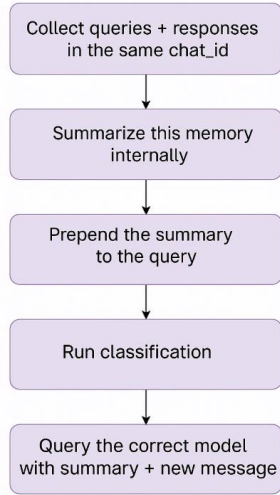 Collect queries + responses
in the same chat_id
Summarize this memory
internally
Prepend the summary
to the query
Run classification
Query the correct model
with summary + new message